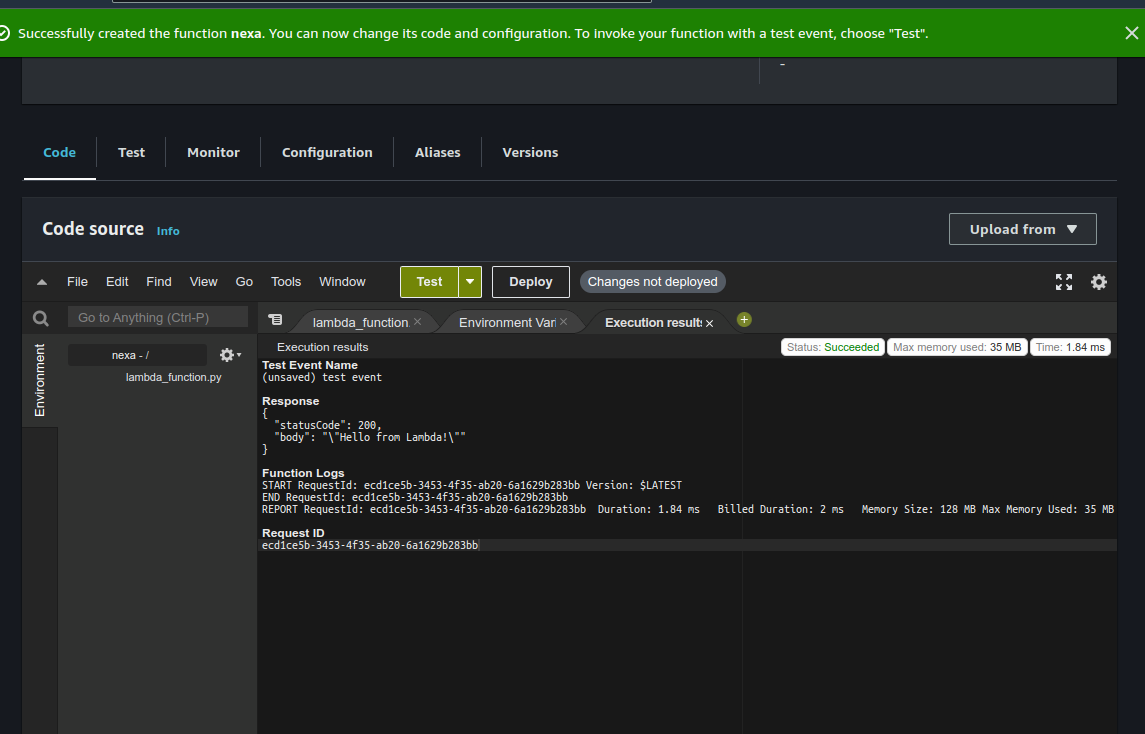 Successfully created the function nexa. You can now change its code and configuration. To invoke your function with a test event, choose "Test".
-
Code Test Monitor Configuration Aliases Versions
Code source Info Upload from
File Edit Find View Go Tools Window Test Deploy Changes not deployed
Go to Anything (Ctrl-P) lambda_function Environment Vari Execution results
Environment
nexa - /
lambda_function.py
Execution results Status: Succeeded Max memory used: 35 MB Time: 1.84 ms
Test Event Name
(unsaved) test event
Response
{
"statusCode": 200,
"body": "\"Hello from Lambda!\""
}
Function Logs
START RequestId: ecd1ce5b-3453-4f35-ab20-6a1629b283bb Version: $LATEST
END RequestId: ecd1ce5b-3453-4f35-ab20-6a1629b283bb
REPORT RequestId: ecd1ce5b-3453-4f35-ab20-6a1629b283bb Duration: 1.84 ms Billed Duration: 2 ms Memory Size: 128 MB Max Memory Used: 35 MB
Request ID
ecd1ce5b-3453-4f35-ab20-6a1629b283bb